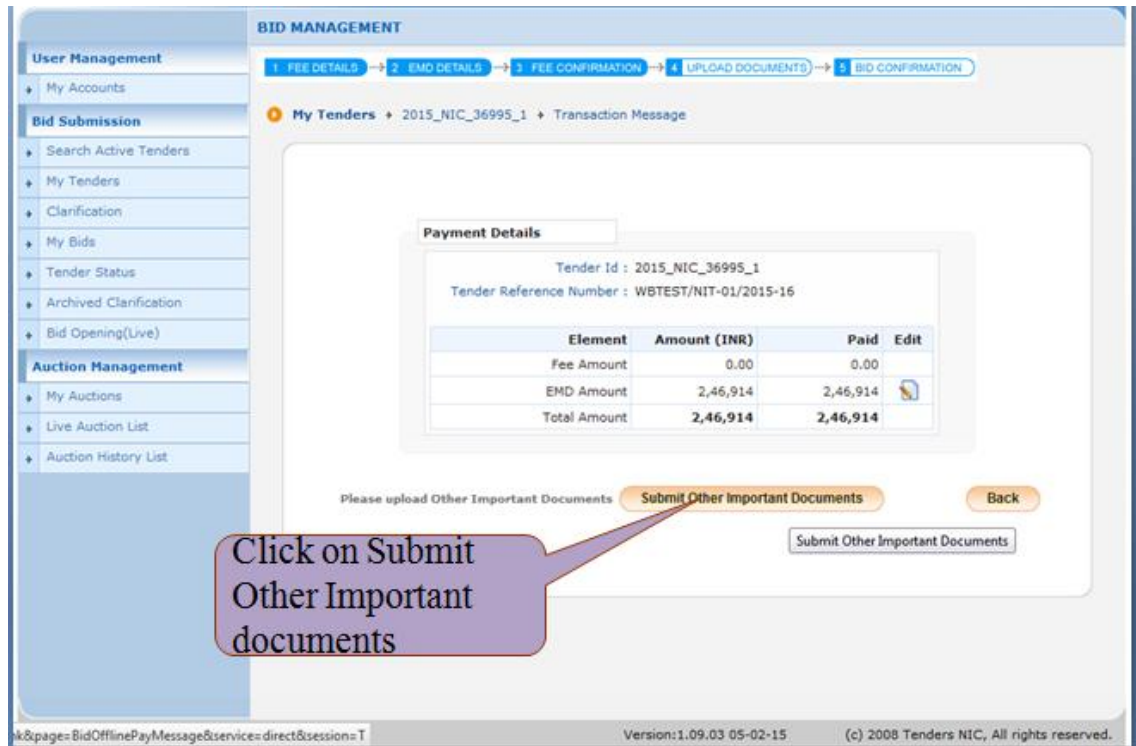 BID MANAGEMENT
User Management
My Accounts
Bid Submission
Search Active Tenders
My Tenders
Clarification
My Bids
Tender Status
Archived Clarification
Bid Opening(Live)
Auction Management
My Auctions
Live Auction List
Auction History List
1 FEE DETAILS 2 EMD DETAILS 3 FEE CONFIRMATION 4 UPLOAD DOCUMENTS 5 BID CONFIRMATION
My Tenders 2015_NIC_36995_1 Transaction Message
Payment Details
Tender Id : 2015_NIC_36995_1
Tender Reference Number : WBTEST/NIT-01/2015-16
Element Amount (INR) Paid Edit
Fee Amount 0.00 0.00
EMD Amount 2,46,914 2,46,914
Total Amount 2,46,914 2,46,914
Please upload Other Important Documents Submit Other Important Documents Back
Submit Other Important Documents
Click on Submit
Other Important
documents
nk&page=BidOfflinePayMessage&service=direct&session=T
Version:1.09.03 05-02-15 (c) 2008 Tenders NIC, All rights reserved.